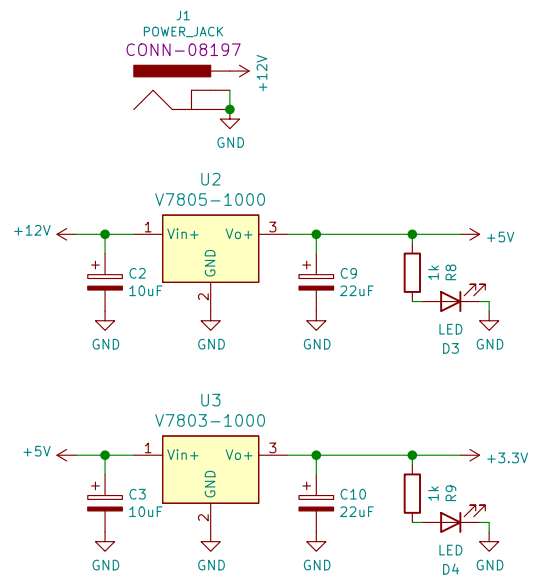 J1
POWER_JACK
CONN-08197
+12V
GND
U2
V7805-1000
+12V
1
Vin+
Vo+
3
+5V
GND
2
+
C2
10uF
+
C9
22uF
1k
R8
LED
D3
GND
GND
GND
GND
U3
V7803-1000
+5V
1
Vin+
Vo+
3
+3.3V
GND
2
+
C3
10uF
+
C10
22uF
1k
R9
LED
D4
GND
GND
GND
GND